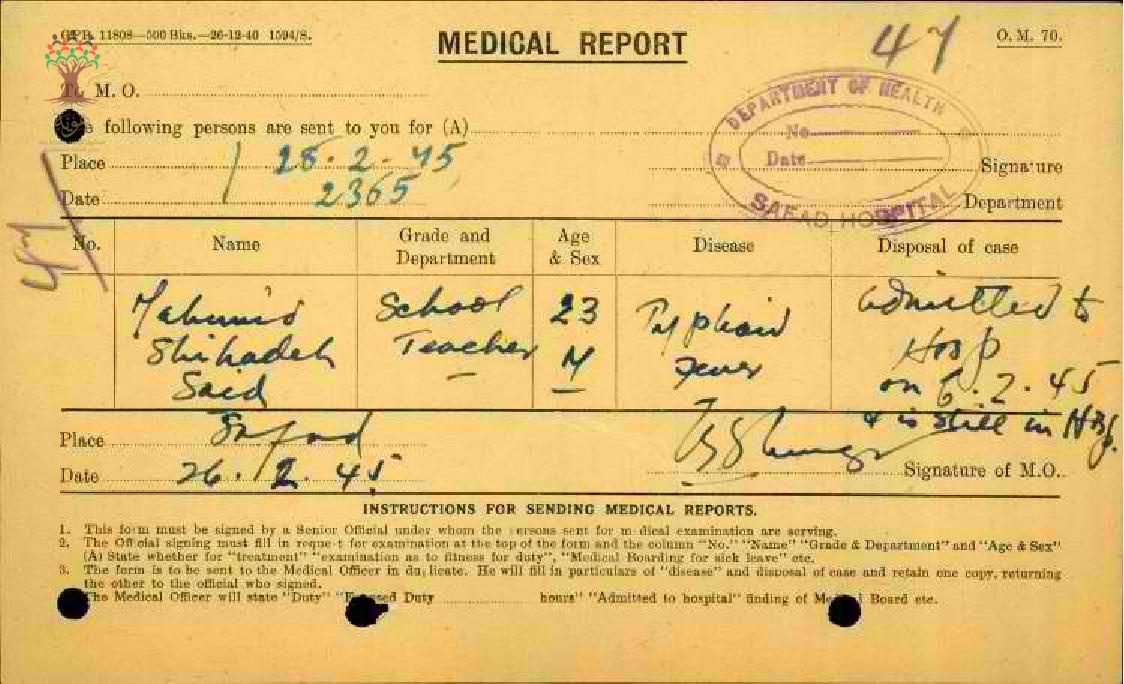 GPB. 11808—500 Bks.—26-12-40 1594/S.
MEDICAL REPORT
47
O. M. 70.
To M. O.
DEPARTMENT OF HEALTH
No.
Date
SAFAD HOSPITAL
e following persons are sent to you for (A)
Place 28.2.45 Signature
Date 2365 Department
47
No. Name Grade and Department Age & Sex Disease Disposal of case
Mahmud School 23 Typhoid admitted to
Shihadeh Teacher M Fever Hosp
Saed on 6.2.45
& is still in Hosp.
Place Safad
Date 26.2.45 Signature of M.O.
INSTRUCTIONS FOR SENDING MEDICAL REPORTS.
1. This form must be signed by a Senior Official under whom the persons sent for medical examination are serving.
2. The Official signing must fill in request for examination at the top of the form and the column "No." "Name" "Grade & Department" and "Age & Sex"
(A) State whether for "treatment" "examination as to fitness for duty", "Medical Boarding for sick leave" etc.
3. The form is to be sent to the Medical Officer in duplicate. He will fill in particulars of "disease" and disposal of case and retain one copy, returning
the other to the official who signed.
The Medical Officer will state "Duty" "Excused Duty hours" "Admitted to hospital" finding of Medical Board etc.